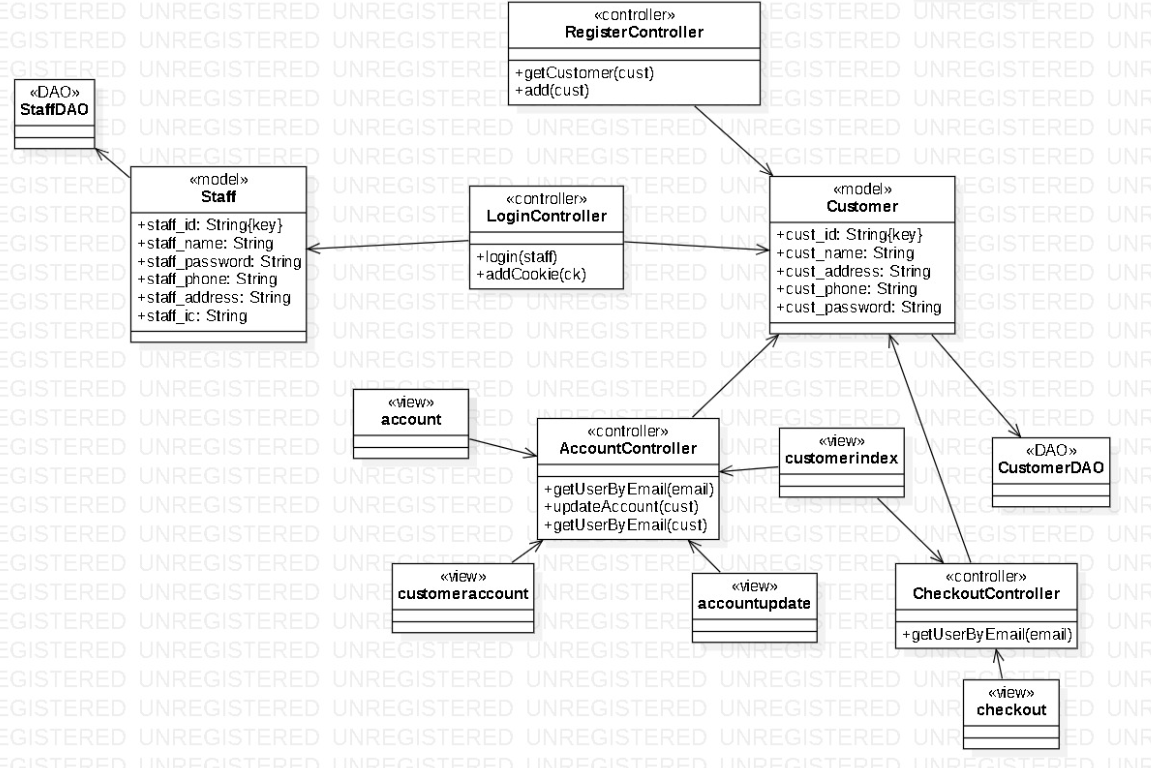 «controller»
RegisterController
+getCustomer(cust)
+add(cust)
«DAO»
StaffDAO
«model»
Staff
+staff_id: String{key}
+staff_name: String
+staff_password: String
+staff_phone: String
+staff_address: String
+staff_ic: String
«controller»
LoginController
+login(staff)
+addCookie(ck)
«model»
Customer
+cust_id: String{key}
+cust_name: String
+cust_address: String
+cust_phone: String
+cust_password: String
«view»
account
«controller»
AccountController
+getUserByEmail(email)
+updateAccount(cust)
+getUserByEmail(cust)
«view»
customerindex
«DAO»
CustomerDAO
«view»
customeraccount
«view»
accountupdate
«controller»
CheckoutController
+getUserByEmail(email)
«view»
checkout
UNREGISTERED